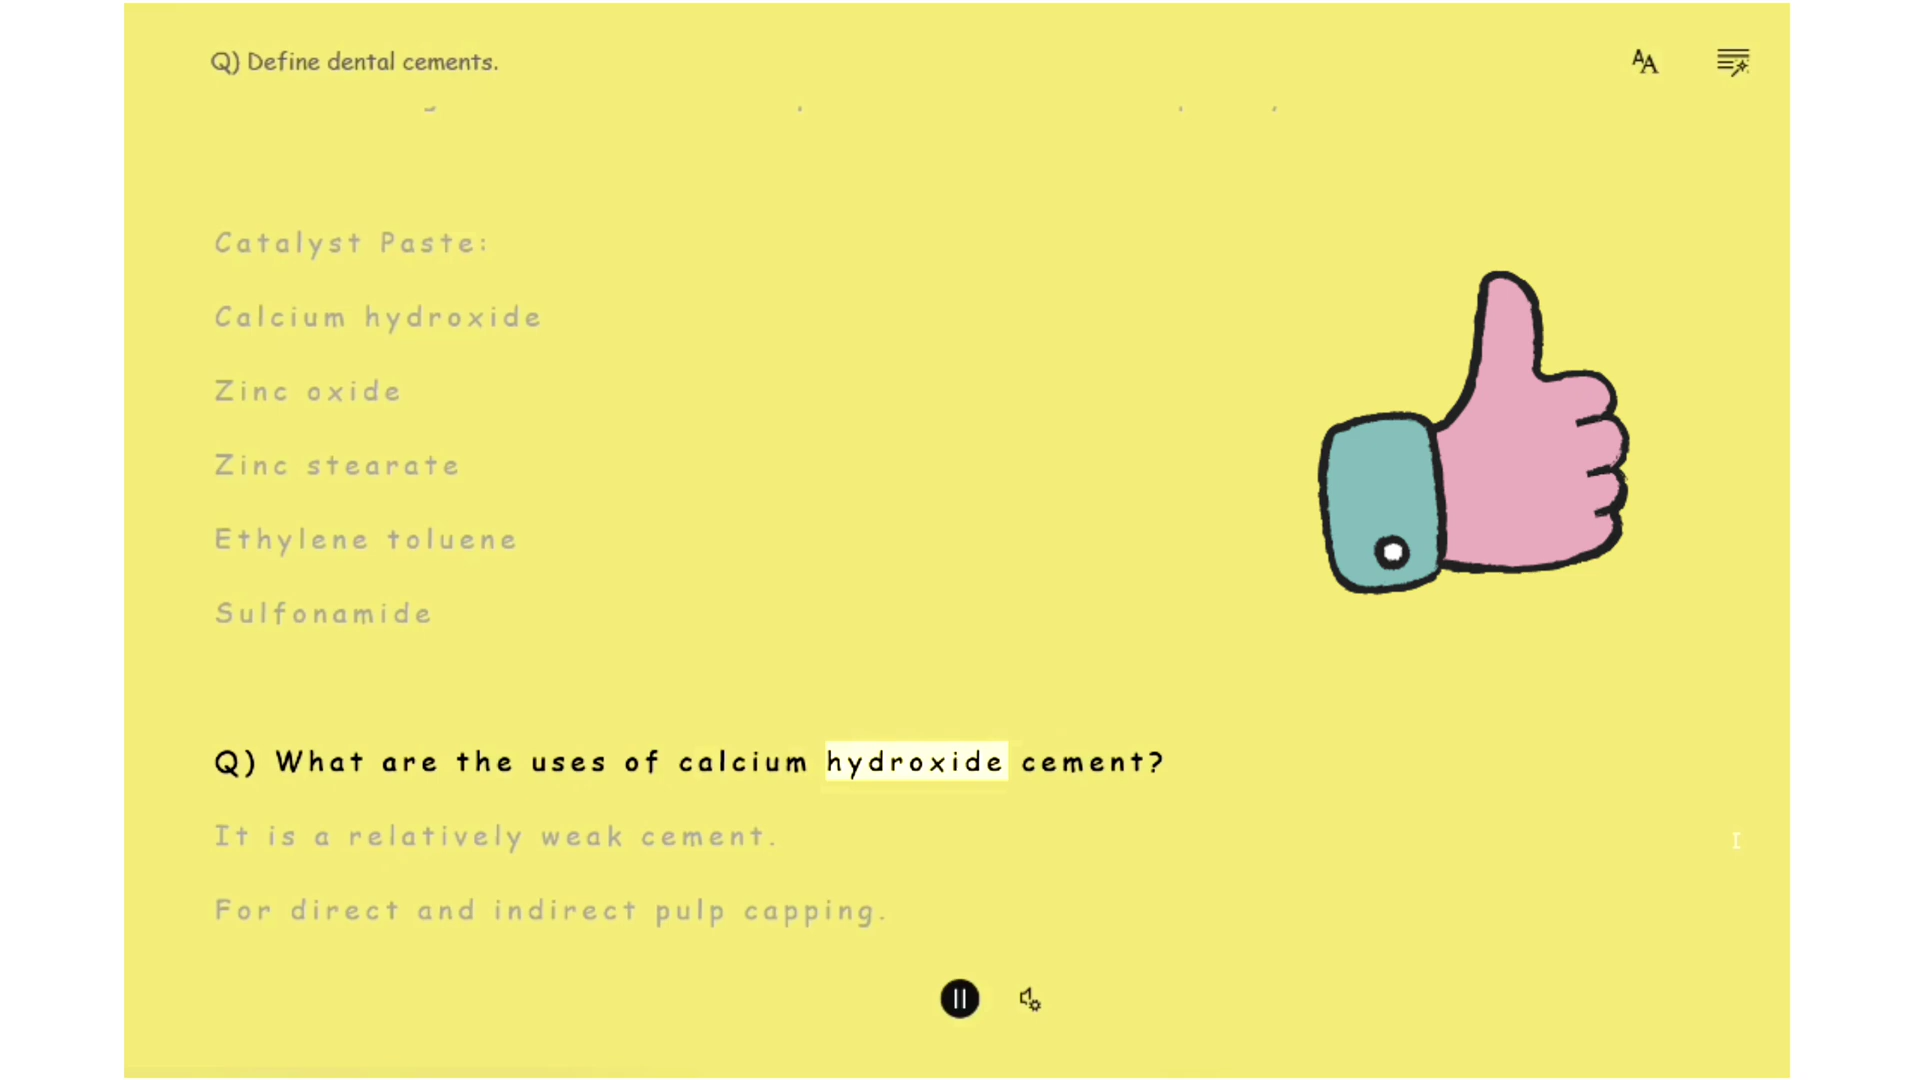 Q) Define dental cements.
Catalyst Paste:
Calcium hydroxide
Zinc oxide
Zinc stearate
Ethylene toluene
Sulfonamide
Q) What are the uses of calcium hydroxide cement?
It is a relatively weak cement.
For direct and indirect pulp capping.